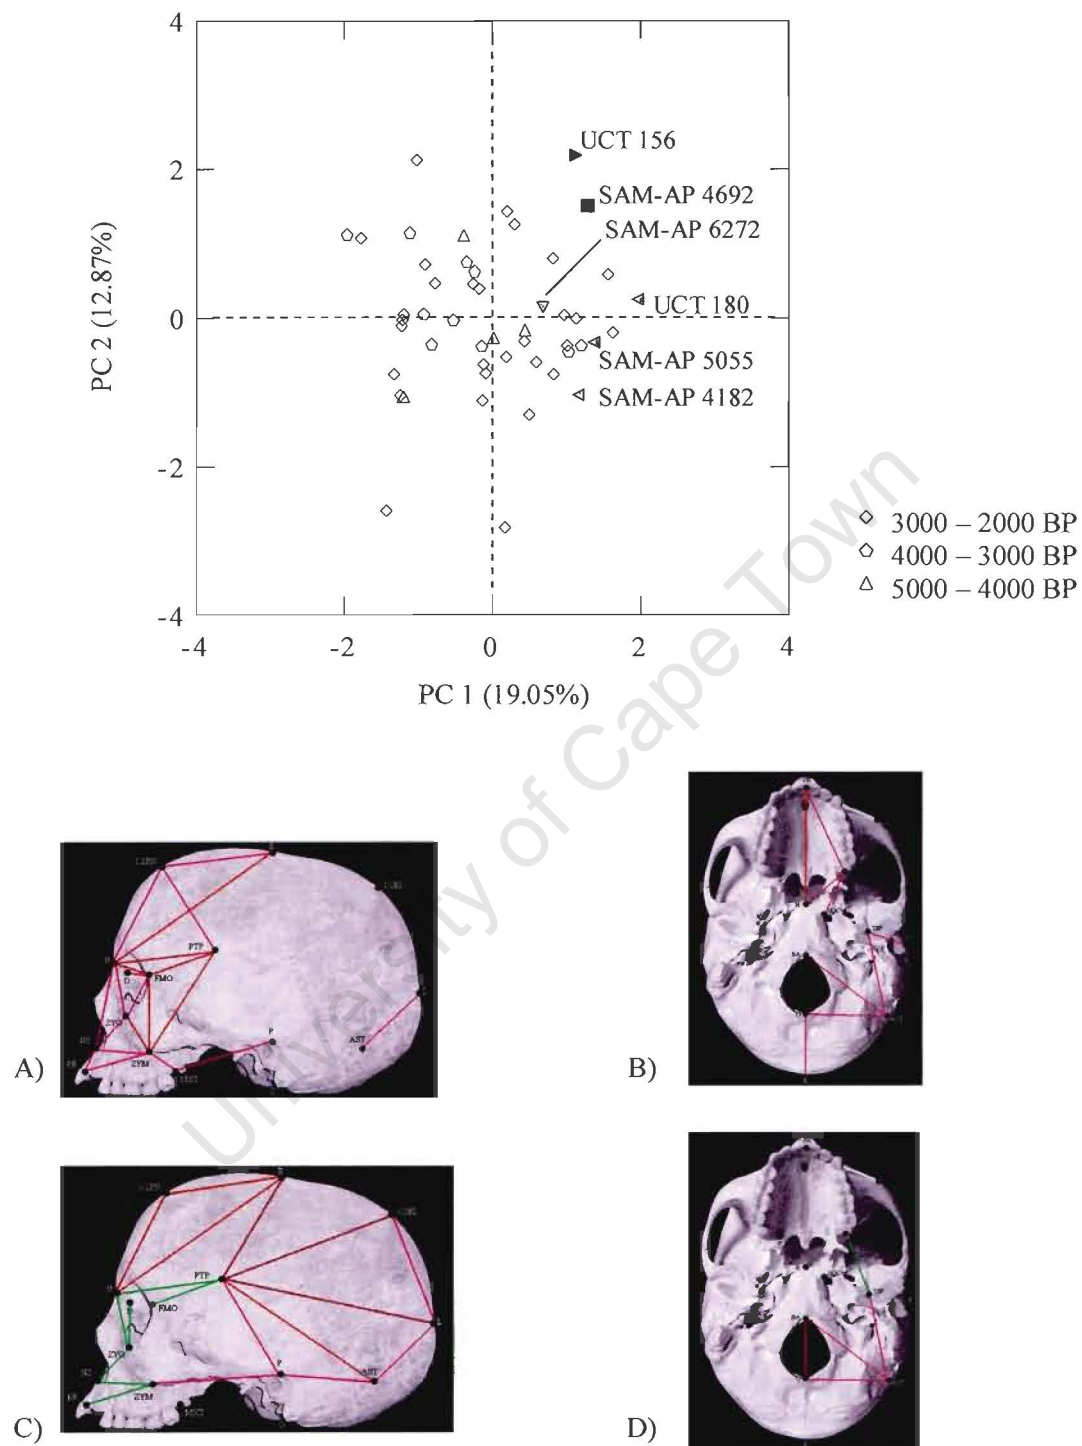 4
UCT 156
2
SAM-AP 4692
SAM-AP 6272
UCT 180
0
SAM-AP 5055
SAM-AP 4182
-2
-4
-4
-2
0
2
4
PC 2 (12.87%)
PC 1 (19.05%)
3000 – 2000 BP
4000 – 3000 BP
5000 – 4000 BP
University of Cape Town
A)
PTP
FMO
ZYO
ZYM
P
AST
B)
C)
PTP
FMO
ZYO
ZYM
P
AST
D)